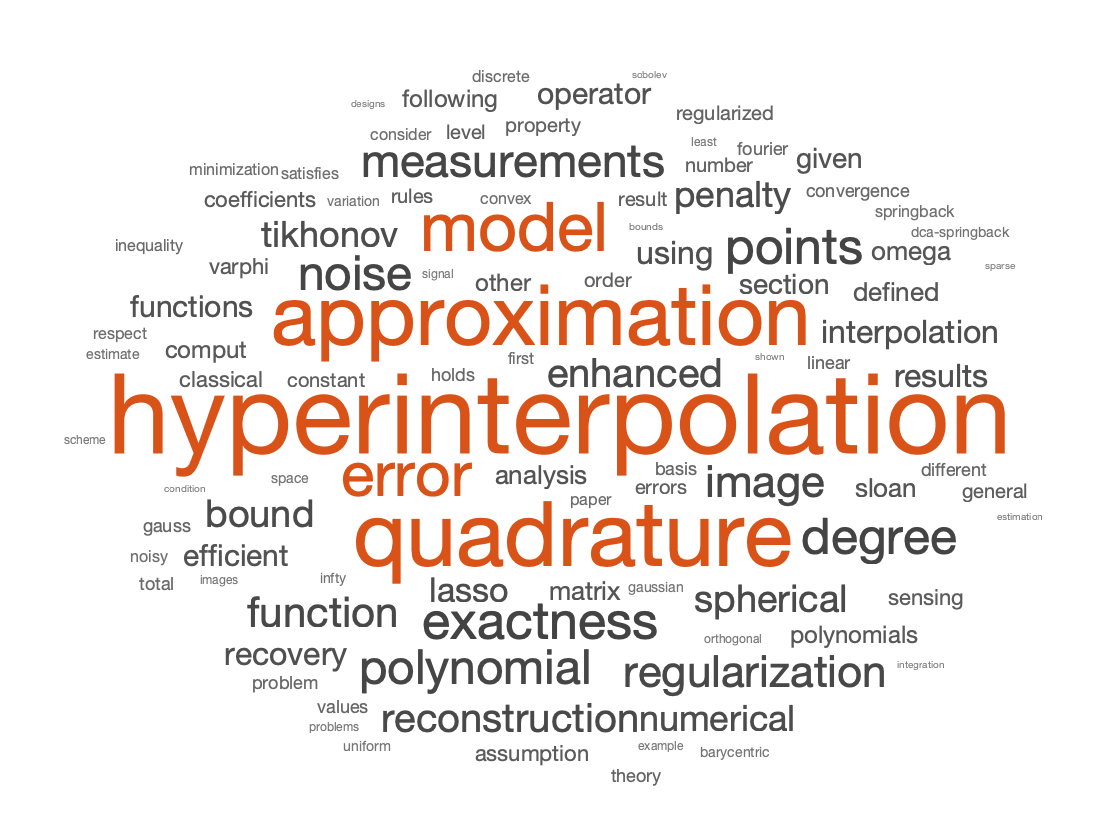 discrete sobolev
designs following operator regularized
consider level property
least fourier
minimization satisfies measurements number given
coefficients variation rules convex result penalty convergence
springback
tikhonov model bounds dca-springback
inequality using points omega
varphi noise signal other order section sparse
functions approximation defined
respect interpolation
estimate comput first shown linear
classical constant holds enhanced results
scheme hyperinterpolation
space error analysis basis image different
condition errors sloan general
gauss bound paper quadrature degree estimation
noisy efficient
total images infty lasso matrix gaussian spherical sensing
function exactness orthogonal polynomials
recovery polynomial regularization integration
problem
values reconstruction numerical
problems
uniform assumption example barycentric
theory